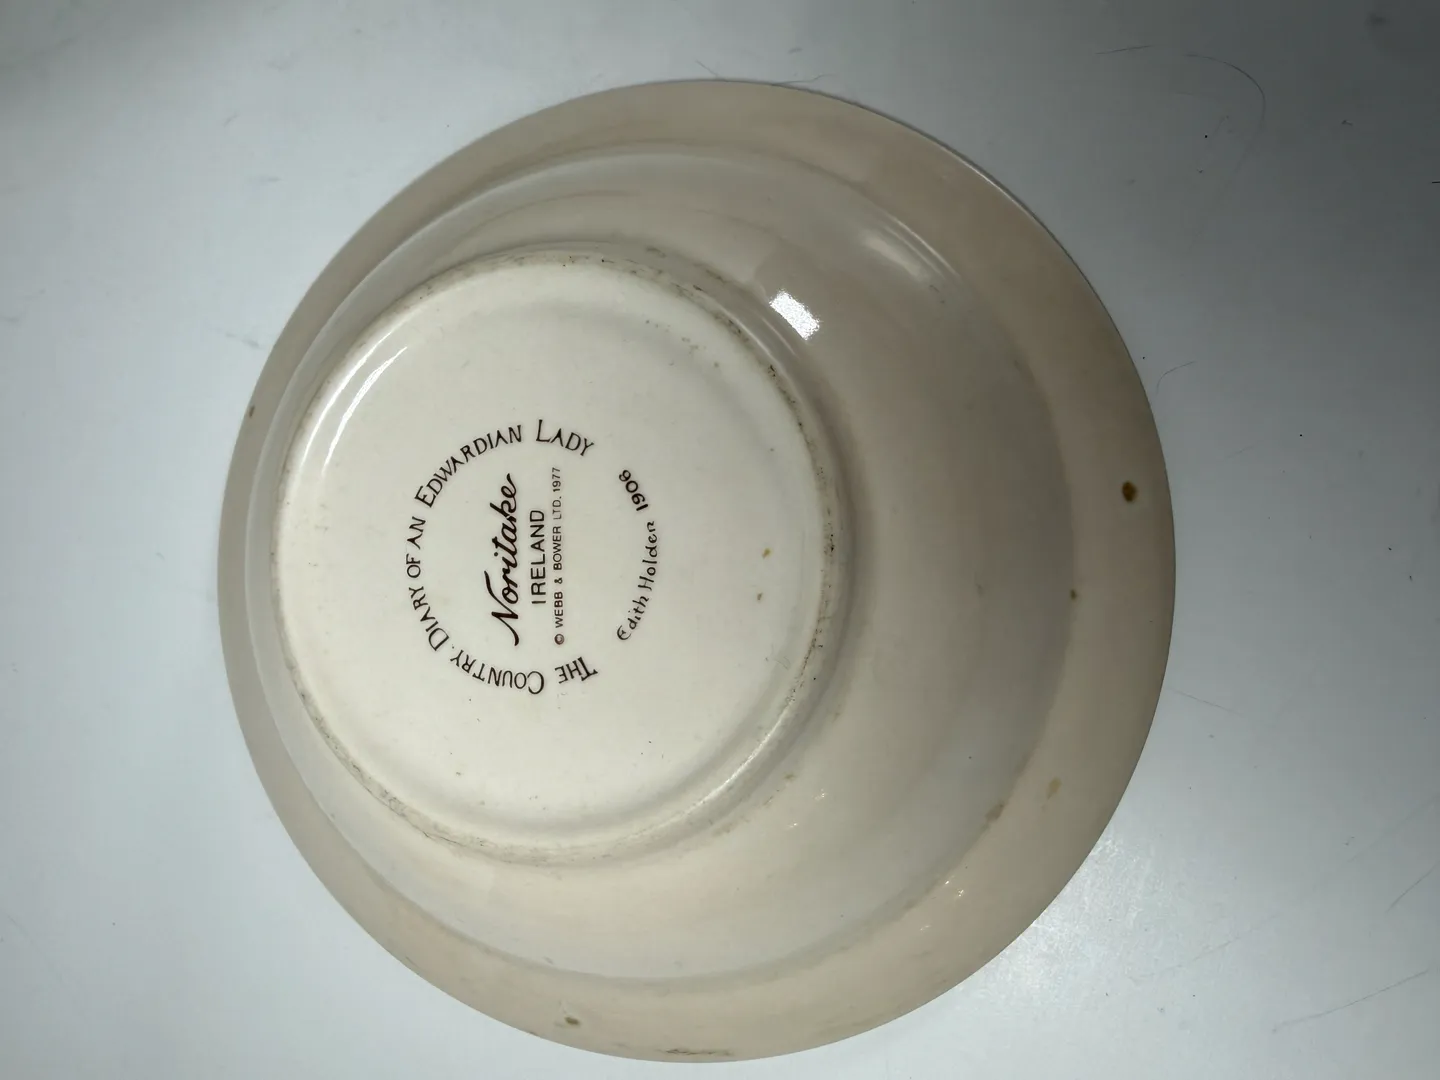 THE COUNTRY DIARY OF AN EDWARDIAN LADY
Noritake
IRELAND
© WEBB & BOWER LTD. 1977
Edith Holden 1906